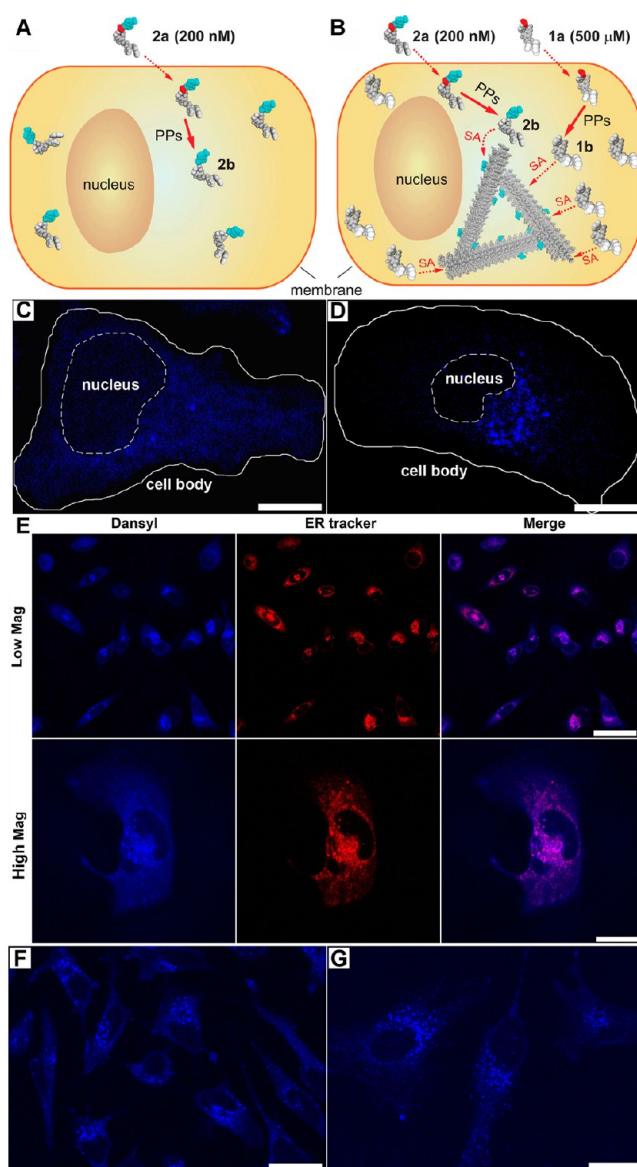 A
2a (200 nM)
PPs
2b
nucleus
B
2a (200 nM)
1a (500 μM)
PPs
PPs
2b
1b
SA
SA
SA
SA
SA
nucleus
membrane
C
nucleus
cell body
D
nucleus
cell body
E
Dansyl
ER tracker
Merge
Low Mag
High Mag
F
G